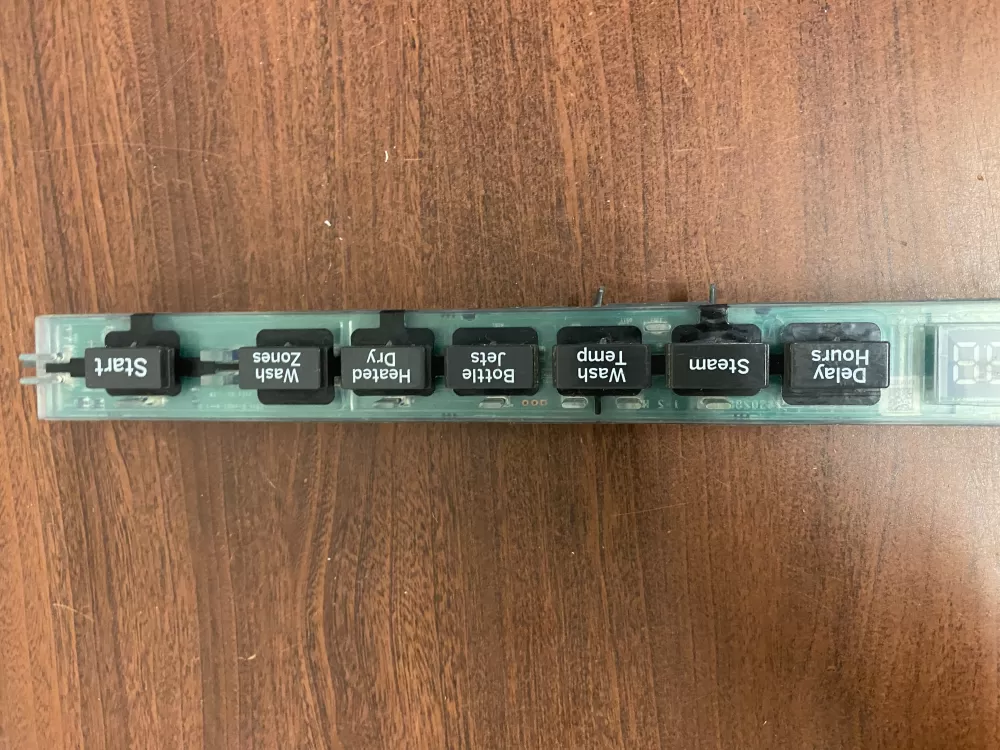 Delay
Hours
Steam
Wash
Temp
Bottle
Jets
Heated
Dry
Wash
Zones
Start